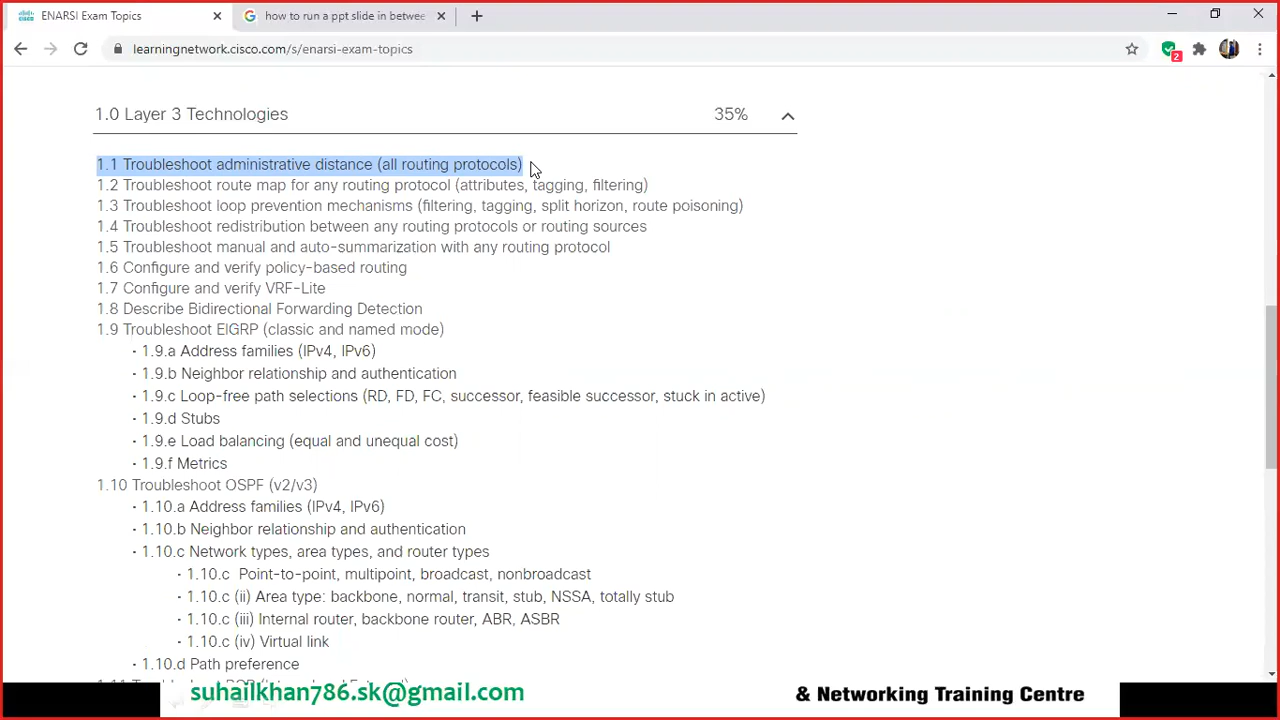 ENARSI Exam Topics
how to run a ppt slide in betwee
learningnetwork.cisco.com/s/enarsi-exam-topics
2
1.0 Layer 3 Technologies 35%
1.1 Troubleshoot administrative distance (all routing protocols)
1.2 Troubleshoot route map for any routing protocol (attributes, tagging, filtering)
1.3 Troubleshoot loop prevention mechanisms (filtering, tagging, split horizon, route poisoning)
1.4 Troubleshoot redistribution between any routing protocols or routing sources
1.5 Troubleshoot manual and auto-summarization with any routing protocol
1.6 Configure and verify policy-based routing
1.7 Configure and verify VRF-Lite
1.8 Describe Bidirectional Forwarding Detection
1.9 Troubleshoot EIGRP (classic and named mode)
· 1.9.a Address families (IPv4, IPv6)
· 1.9.b Neighbor relationship and authentication
· 1.9.c Loop-free path selections (RD, FD, FC, successor, feasible successor, stuck in active)
· 1.9.d Stubs
· 1.9.e Load balancing (equal and unequal cost)
· 1.9.f Metrics
1.10 Troubleshoot OSPF (v2/v3)
· 1.10.a Address families (IPv4, IPv6)
· 1.10.b Neighbor relationship and authentication
· 1.10.c Network types, area types, and router types
· 1.10.c Point-to-point, multipoint, broadcast, nonbroadcast
· 1.10.c (ii) Area type: backbone, normal, transit, stub, NSSA, totally stub
· 1.10.c (iii) Internal router, backbone router, ABR, ASBR
· 1.10.c (iv) Virtual link
· 1.10.d Path preference
suhailkhan786.sk@gmail.com
& Networking Training Centre